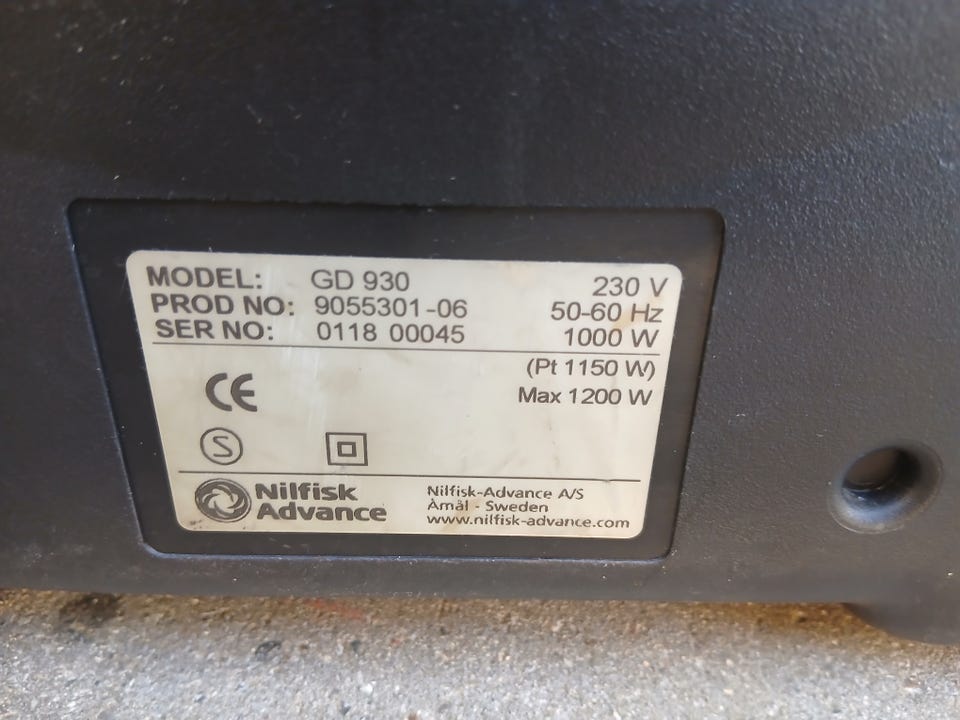 MODEL: GD 930 230 V
PROD NO: 9055301-06 50-60 Hz
SER NO: 0118 00045 1000 W
(Pt 1150 W)
CE Max 1200 W
S
Nilfisk
Advance
Nilfisk-Advance A/S
Åmål - Sweden
www.nilfisk-advance.com